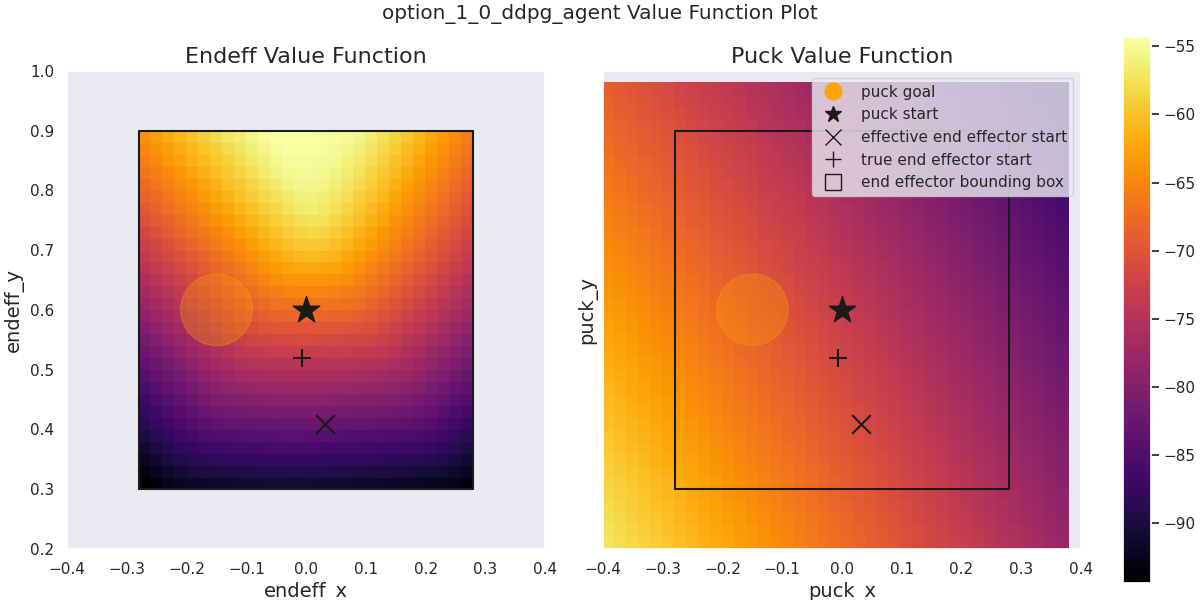 option_1_0_ddpg_agent Value Function Plot
Endeff Value Function
1.0
0.9
0.8
0.7
0.6
0.5
0.4
0.3
0.2
endeff_y
−0.4 −0.3 −0.2 −0.1 0.0 0.1 0.2 0.3 0.4
endeff_x
Puck Value Function
puck goal
puck start
effective end effector start
true end effector start
end effector bounding box
puck_y
−0.4 −0.3 −0.2 −0.1 0.0 0.1 0.2 0.3 0.4
puck_x
−55
−60
−65
−70
−75
−80
−85
−90